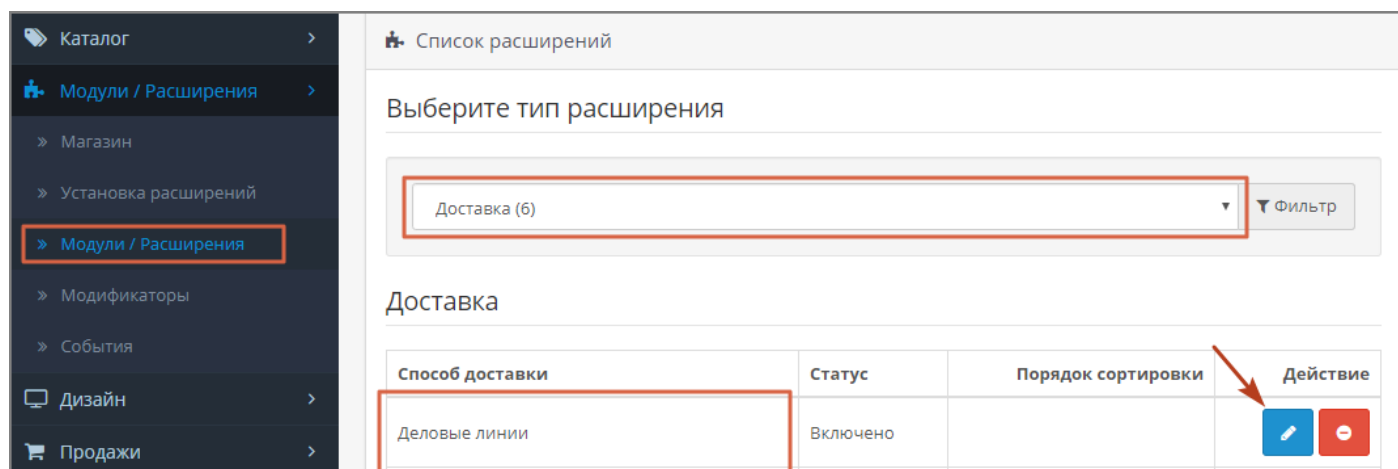 Каталог
Модули / Расширения
Магазин
Установка расширений
Модули / Расширения
Модификаторы
События
Дизайн
Продажи
Список расширений
Выберите тип расширения
Доставка (6)
Фильтр
Доставка
Способ доставки Статус Порядок сортировки Действие
Деловые линии Включено